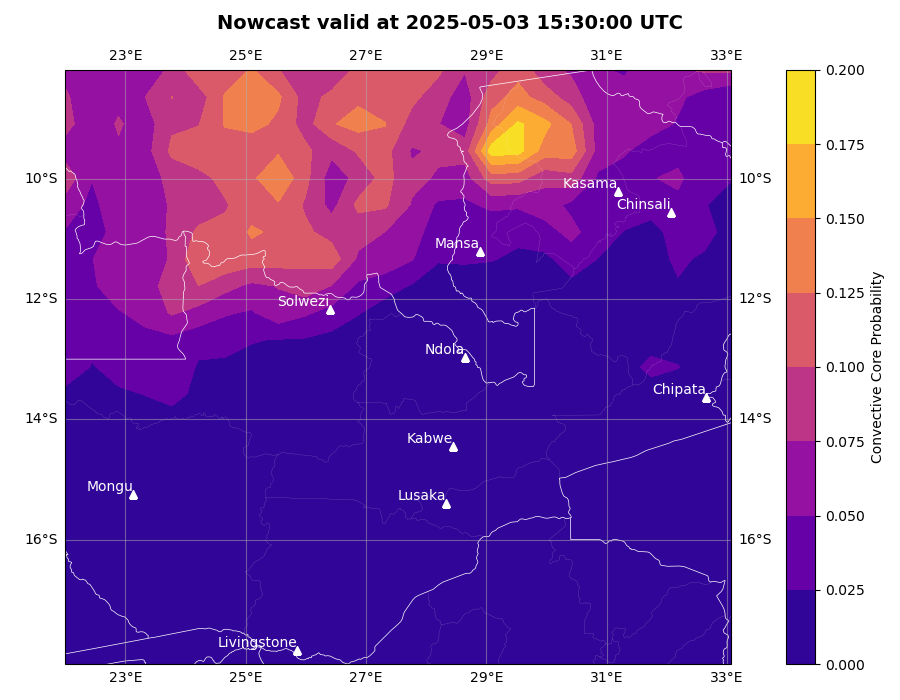 Nowcast valid at 2025-05-03 15:30:00 UTC
23°E 25°E 27°E 29°E 31°E 33°E
0.200
0.175
10°S 10°S
Kasama
Chinsali
0.150
Mansa
12°S 12°S
Solwezi
0.125
Ndola
0.100
Chipata
14°S 14°S
Kabwe
0.075
Mongu
Lusaka
0.050
16°S 16°S
0.025
Livingstone
0.000
23°E 25°E 27°E 29°E 31°E 33°E
Convective Core Probability